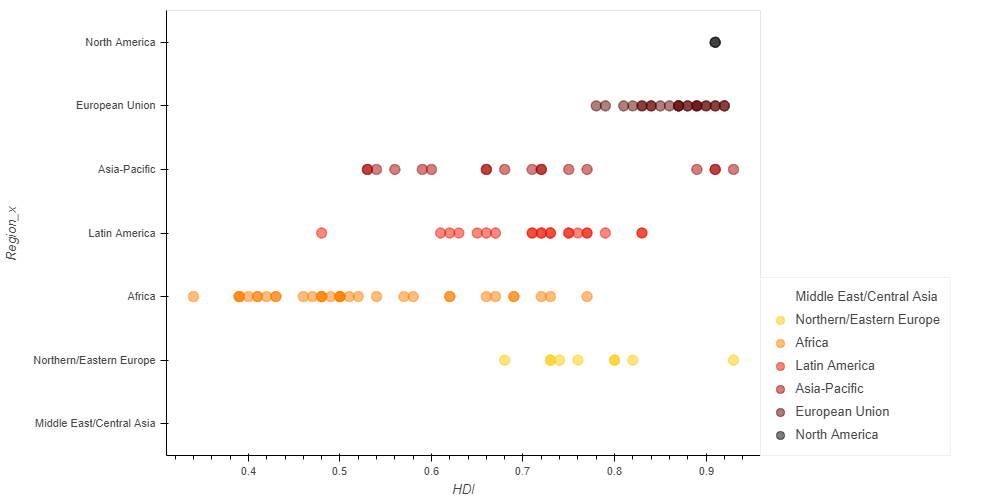 North America
European Union
Asia-Pacific
Latin America
Africa
Northern/Eastern Europe
Middle East/Central Asia
Region_x
0.4 0.5 0.6 0.7 0.8 0.9
HDI
Middle East/Central Asia
Northern/Eastern Europe
Africa
Latin America
Asia-Pacific
European Union
North America